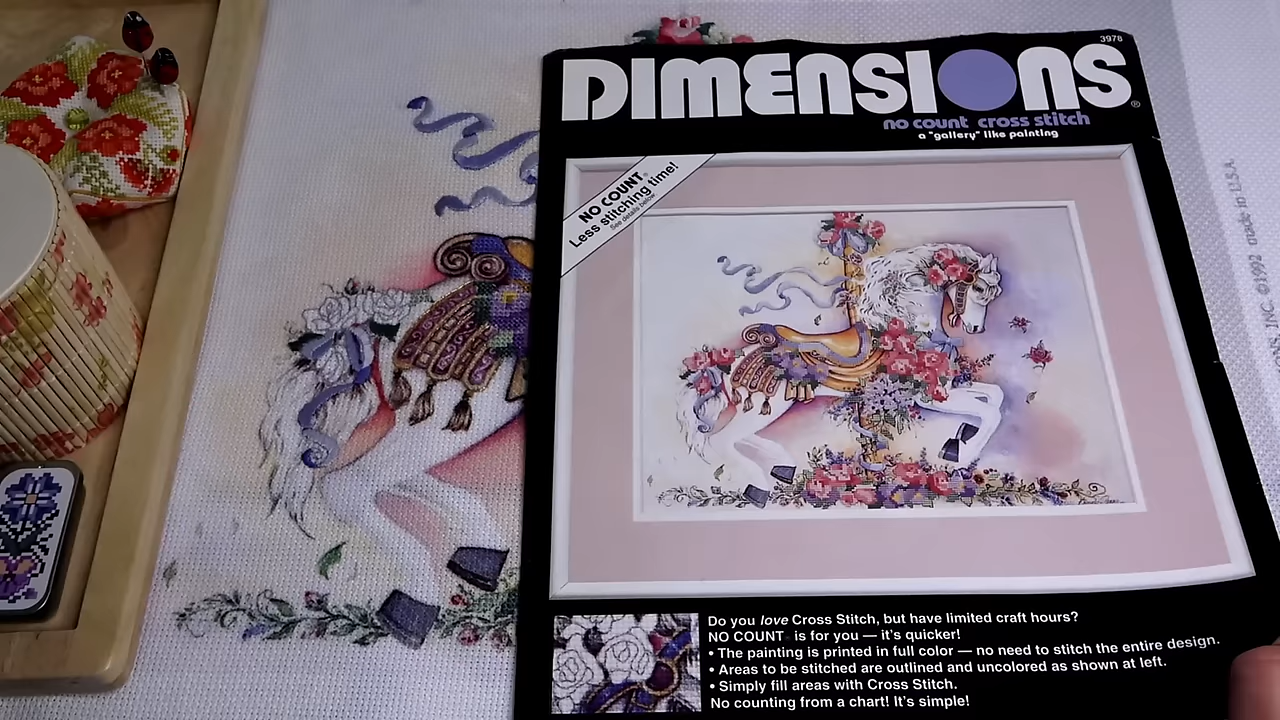 3978
DIMENSIONS®
no count cross stitch
a "gallery" like painting
NO COUNT®
Less stitching time!
See details below
Do you love Cross Stitch, but have limited craft hours?
NO COUNT is for you — it's quicker!
• The painting is printed in full color — no need to stitch the entire design.
• Areas to be stitched are outlined and uncolored as shown at left.
• Simply fill areas with Cross Stitch.
No counting from a chart! It's simple!
INC. ©1992 made in U.S.A.